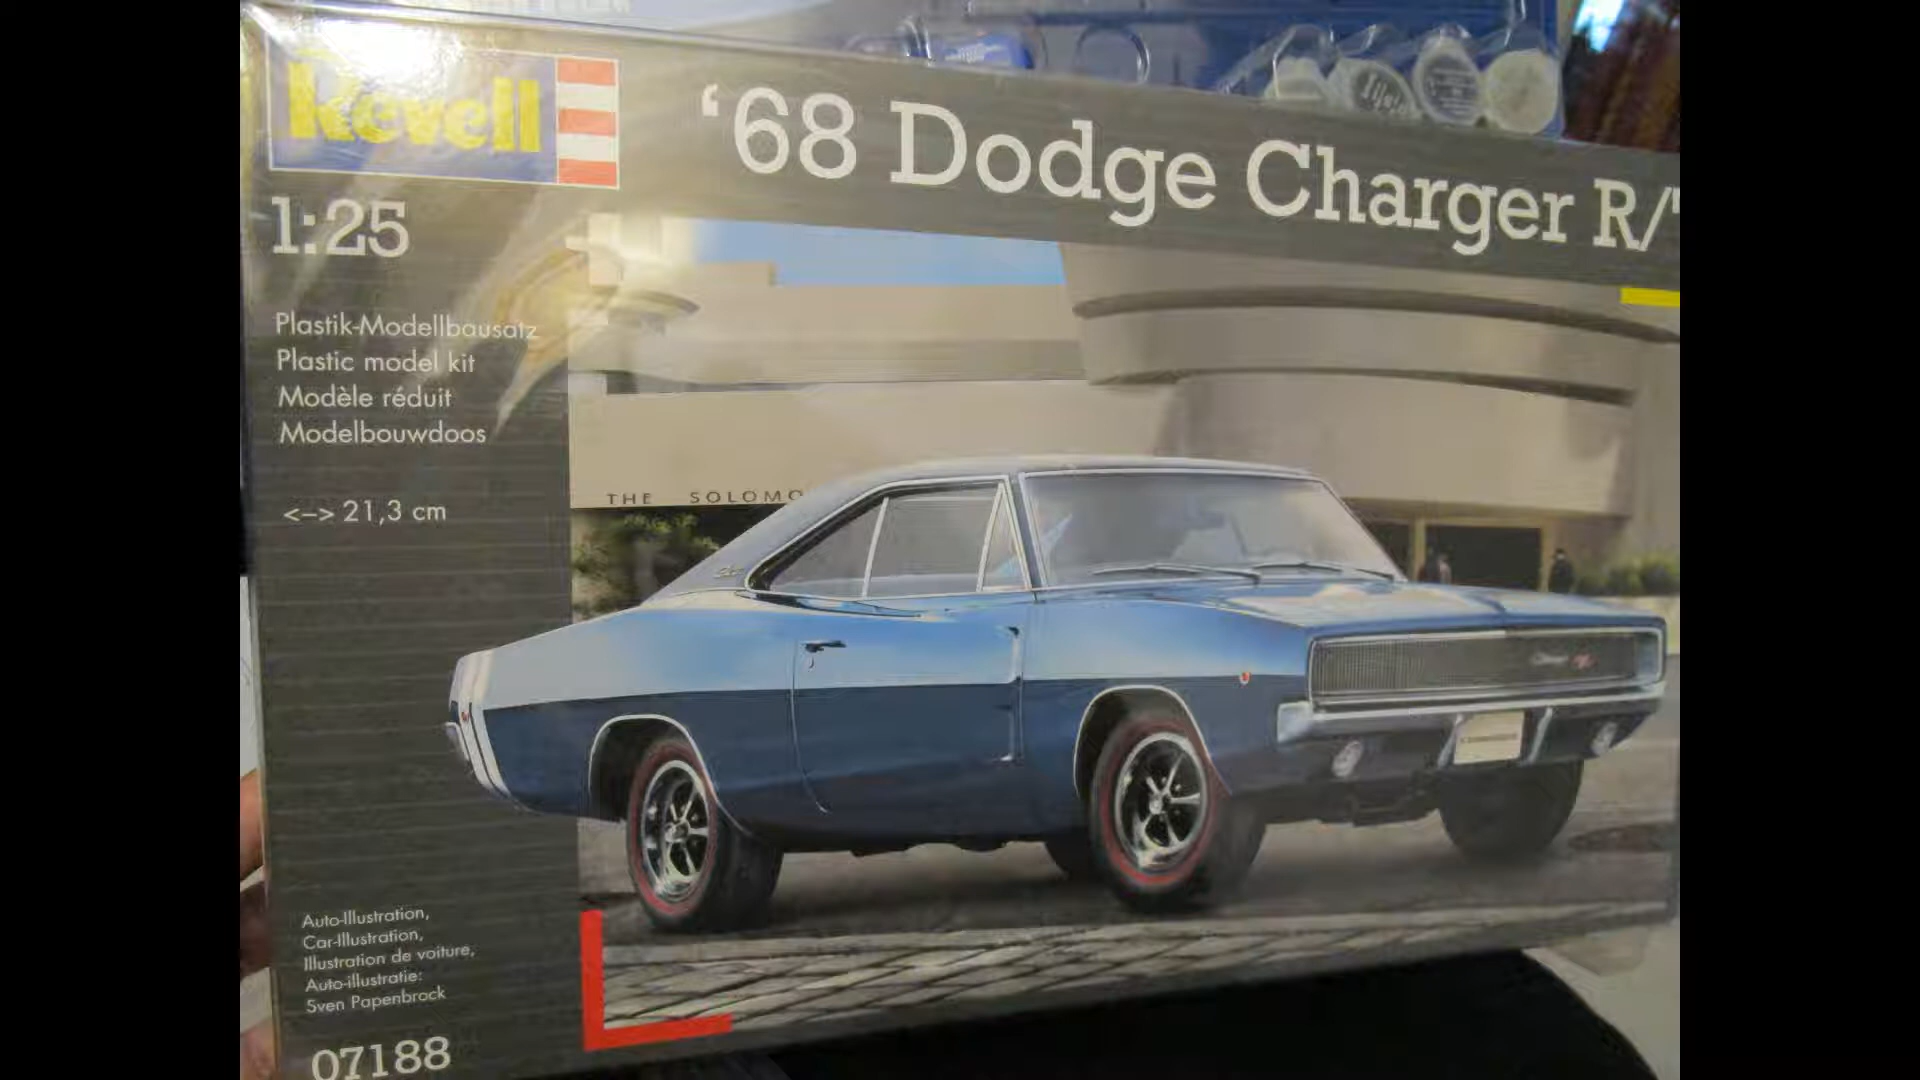 Revell
'68 Dodge Charger R/
1:25
Plastik-Modellbausatz
Plastic model kit
Modèle réduit
Modelbouwdoos
<–> 21,3 cm
THE SOLOMO
Auto-Illustration,
Car-Illustration,
Illustration de voiture,
Auto-illustratie:
Sven Papenbrock
07188